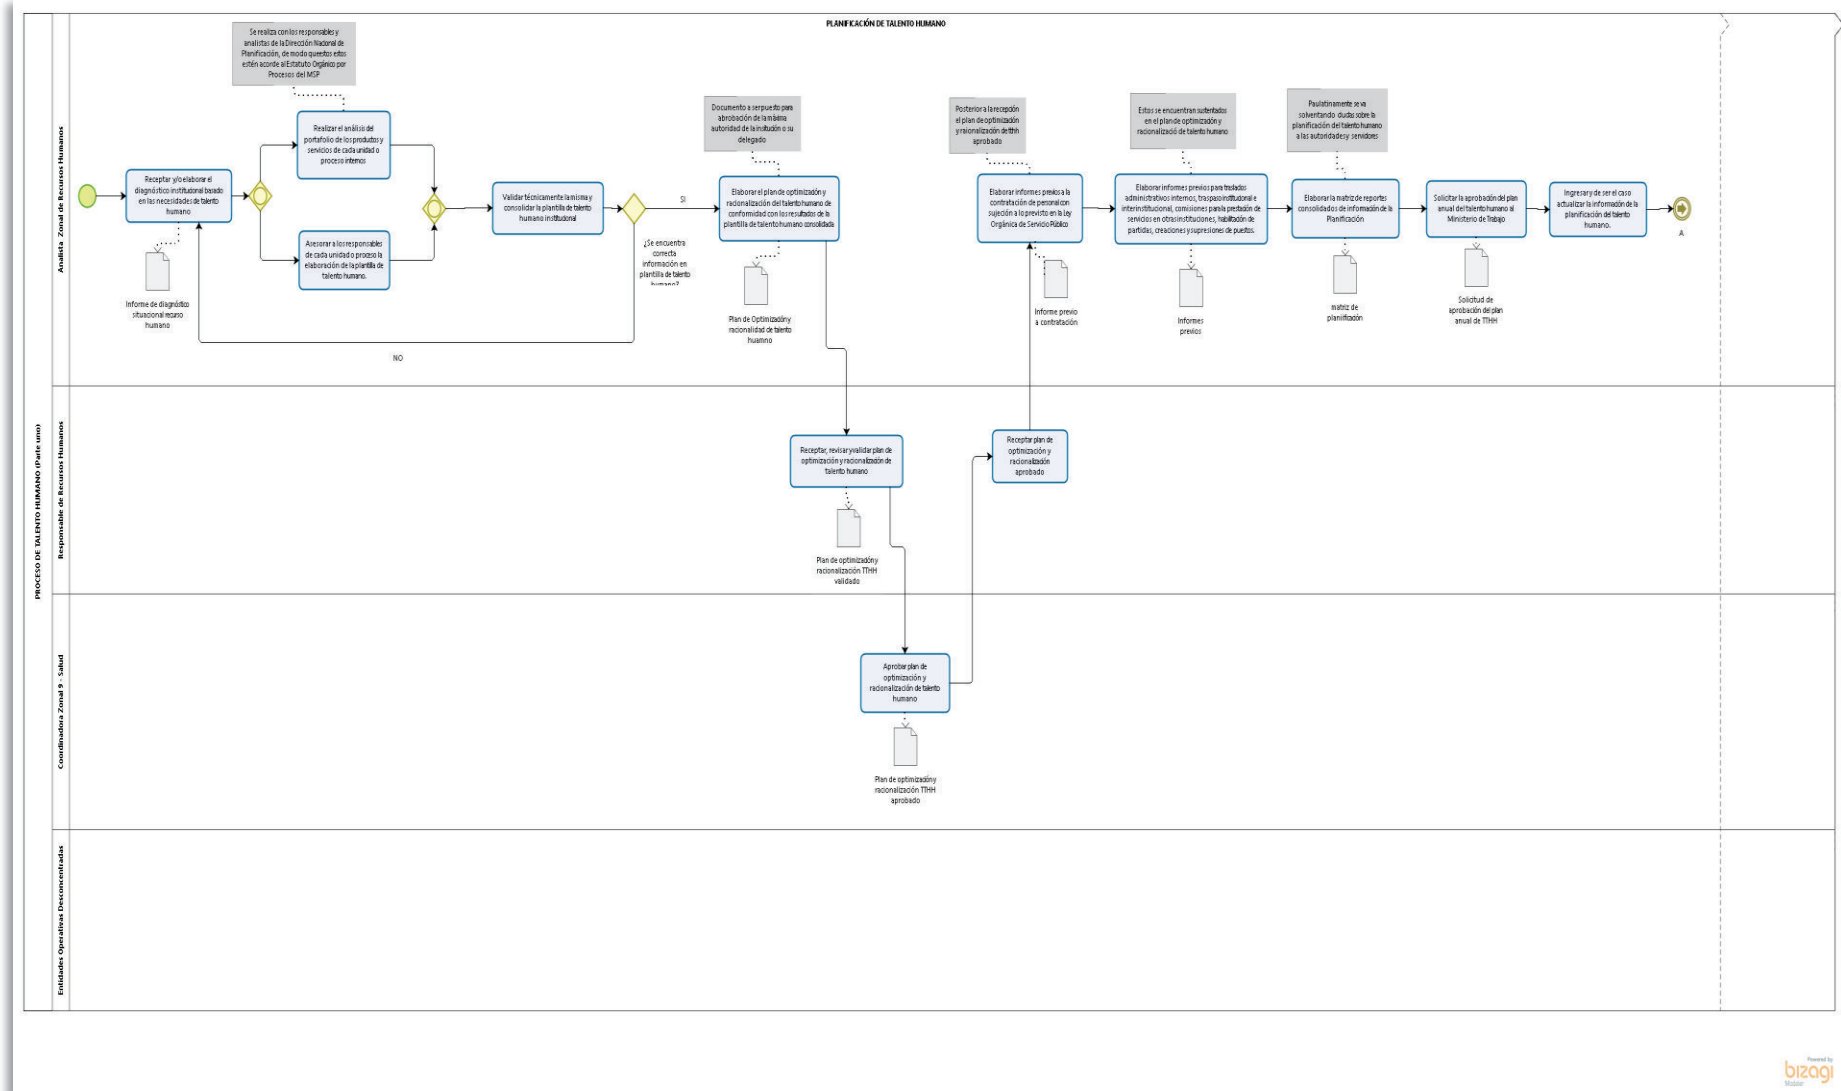 PLANIFICACIÓN DE TALENTO HUMANO
PROCESO DE TALENTO HUMANO (Parte uno)
Analista Zonal de Recursos Humanos
Se realiza con los responsables y
analistas de la Dirección Nacional de
Planificación, de modo queestos estos
estén acorde al Estatuto Orgánico por
Procesos del MSP
Receptar y/o elaborar el
diagnóstico institucional basado
en las necesidades de talento
humano
Informe de diagnóstico
situacional recurso
humano
Realizar el análisis del
portafolio de los productos y
servicios de cada unidad o
proceso internos
Asesorar a los responsables
de cada unidad o proceso la
elaboración de la plantilla de
talento humano.
Validar técnicamente la misma y
consolidar la plantilla de talento
humano institucional
SI
¿Se encuentra
correcta
información en
plantilla de talento
humano?
NO
Documento a ser puesto para
aprobación de la máxima
autoridad de la insitución o su
delegado
Elaborar el plan de optimización y
racionalización del talento humano de
conformidad con los resultados de la
plantilla de talento humano consolidada
Plan de Optimización y
racionalidad de talento
huamno
Posterior a la recepción
el plan de optimización
y raionalización de tthh
aprobado
Elaborar informes previos a la
contratación de personal con
sujeción a lo previsto en la Ley
Orgánica de Servicio Público
Informe previo
a contratación
Estos se encuentran sustentados
en el plan de optimización y
racionalizació de talento humano
Elaborar informes previos para traslados
administrativos internos, traspaso institucional e
interinstitucional, comisiones para la prestación de
servicios en otras instituciones, habilitación de
partidas, creaciones y supresiones de puestos.
Informes
previos
Paulatinamente se va
solventando dudas sobre la
planificación del talento humano
a las autoridades y servidores
Elaborar la matriz de reportes
consolidados de información de la
Planificación
matriz de
planiificación
Solicitar la aprobación del plan
anual del talento humano al
Ministerio de Trabajo
Solicitud de
aprobación del plan
anual de TTHH
Ingresar y de ser el caso
actualizar la información de la
planificación del talento
humano.
A
Responsable de Recursos Humanos
Receptar, revisar y validar plan de
optimización y racionalización de
talento humano
Plan de optimización y
racionalización TTHH
validado
Receptar plan de
optimización y
racionalización
aprobado
Coordinadora Zonal 9 - Salud
Aprobar plan de
optimización y
racionalización de talento
humano
Plan de optimización y
racionalización TTHH
aprobado
Entidades Operativas Desconcentradas
Powered by
bizagi
Modeler